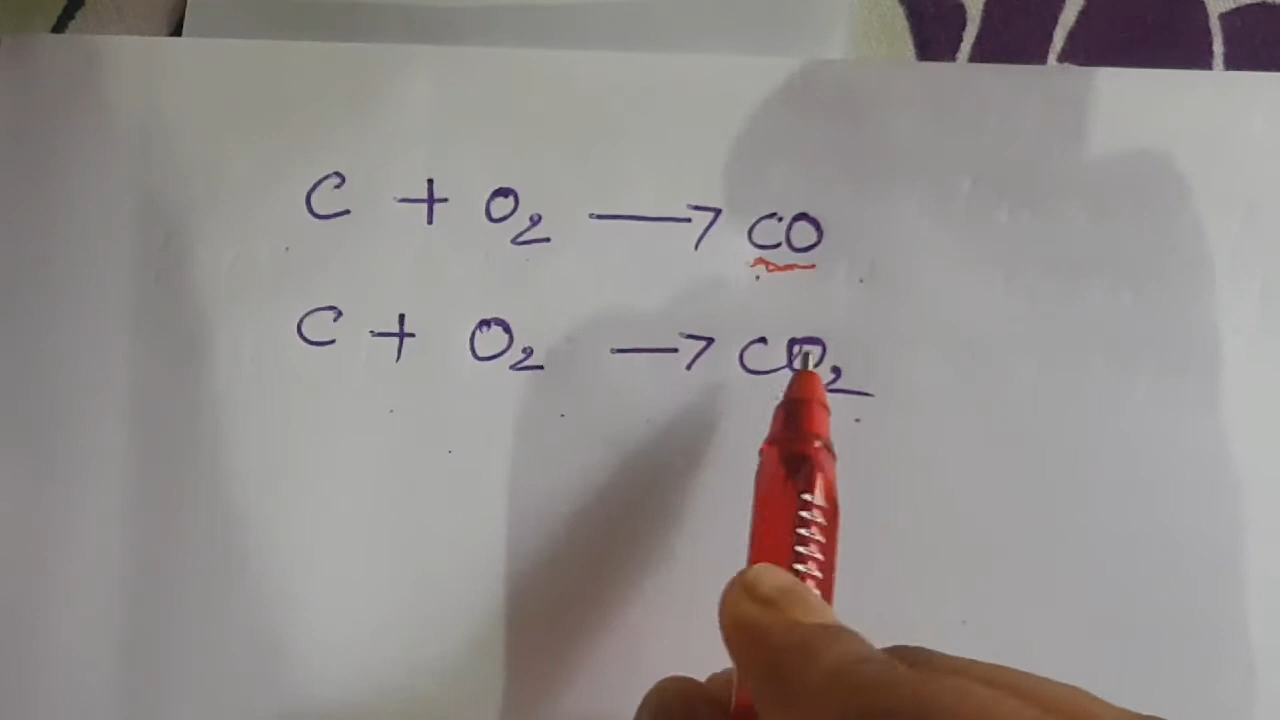 C + O₂ → CO
C + O₂ → CO₂